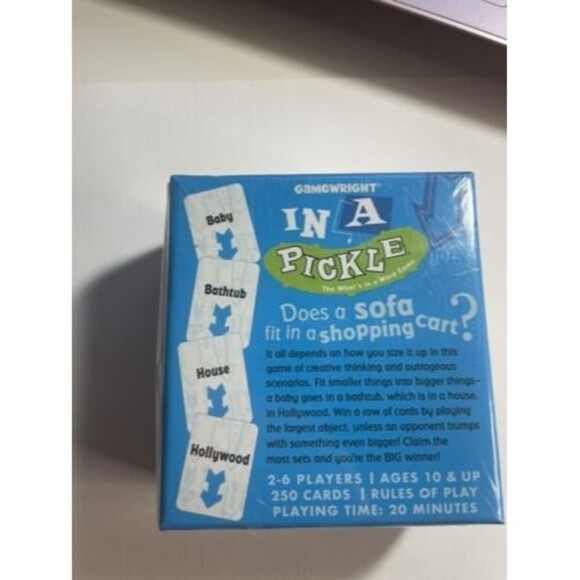 GAMEWRIGHT
IN A
PICKLE
The What's in a Word Game
Does a sofa
fit in a shopping cart?
It all depends on how you size it up in this
game of creative thinking and outrageous
scenarios. Fit smaller things into bigger things–
a baby goes in a bathtub, which is in a house,
in Hollywood. Win a row of cards by playing
the largest object, unless an opponent trumps
with something even bigger! Claim the
most sets and you're the BIG winner!
2-6 PLAYERS | AGES 10 & UP
250 CARDS | RULES OF PLAY
PLAYING TIME: 20 MINUTES
Baby
Bathtub
House
Hollywood